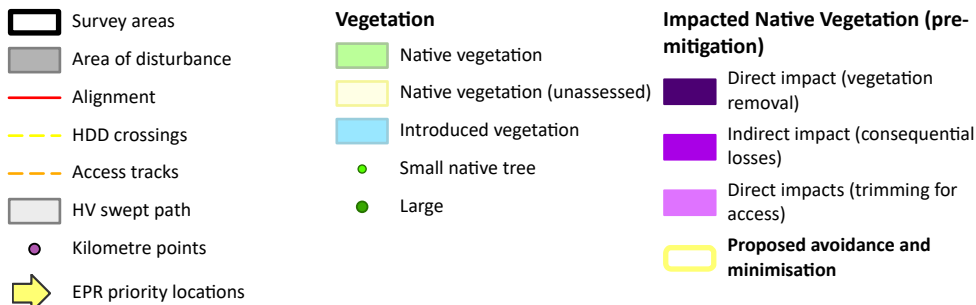 Survey areas
Area of disturbance
Alignment
HDD crossings
Access tracks
HV swept path
Kilometre points
EPR priority locations
Vegetation
Native vegetation
Native vegetation (unassessed)
Introduced vegetation
Small native tree
Large
Impacted Native Vegetation (pre-
mitigation)
Direct impact (vegetation
removal)
Indirect impact (consequential
losses)
Direct impacts (trimming for
access)
Proposed avoidance and
minimisation